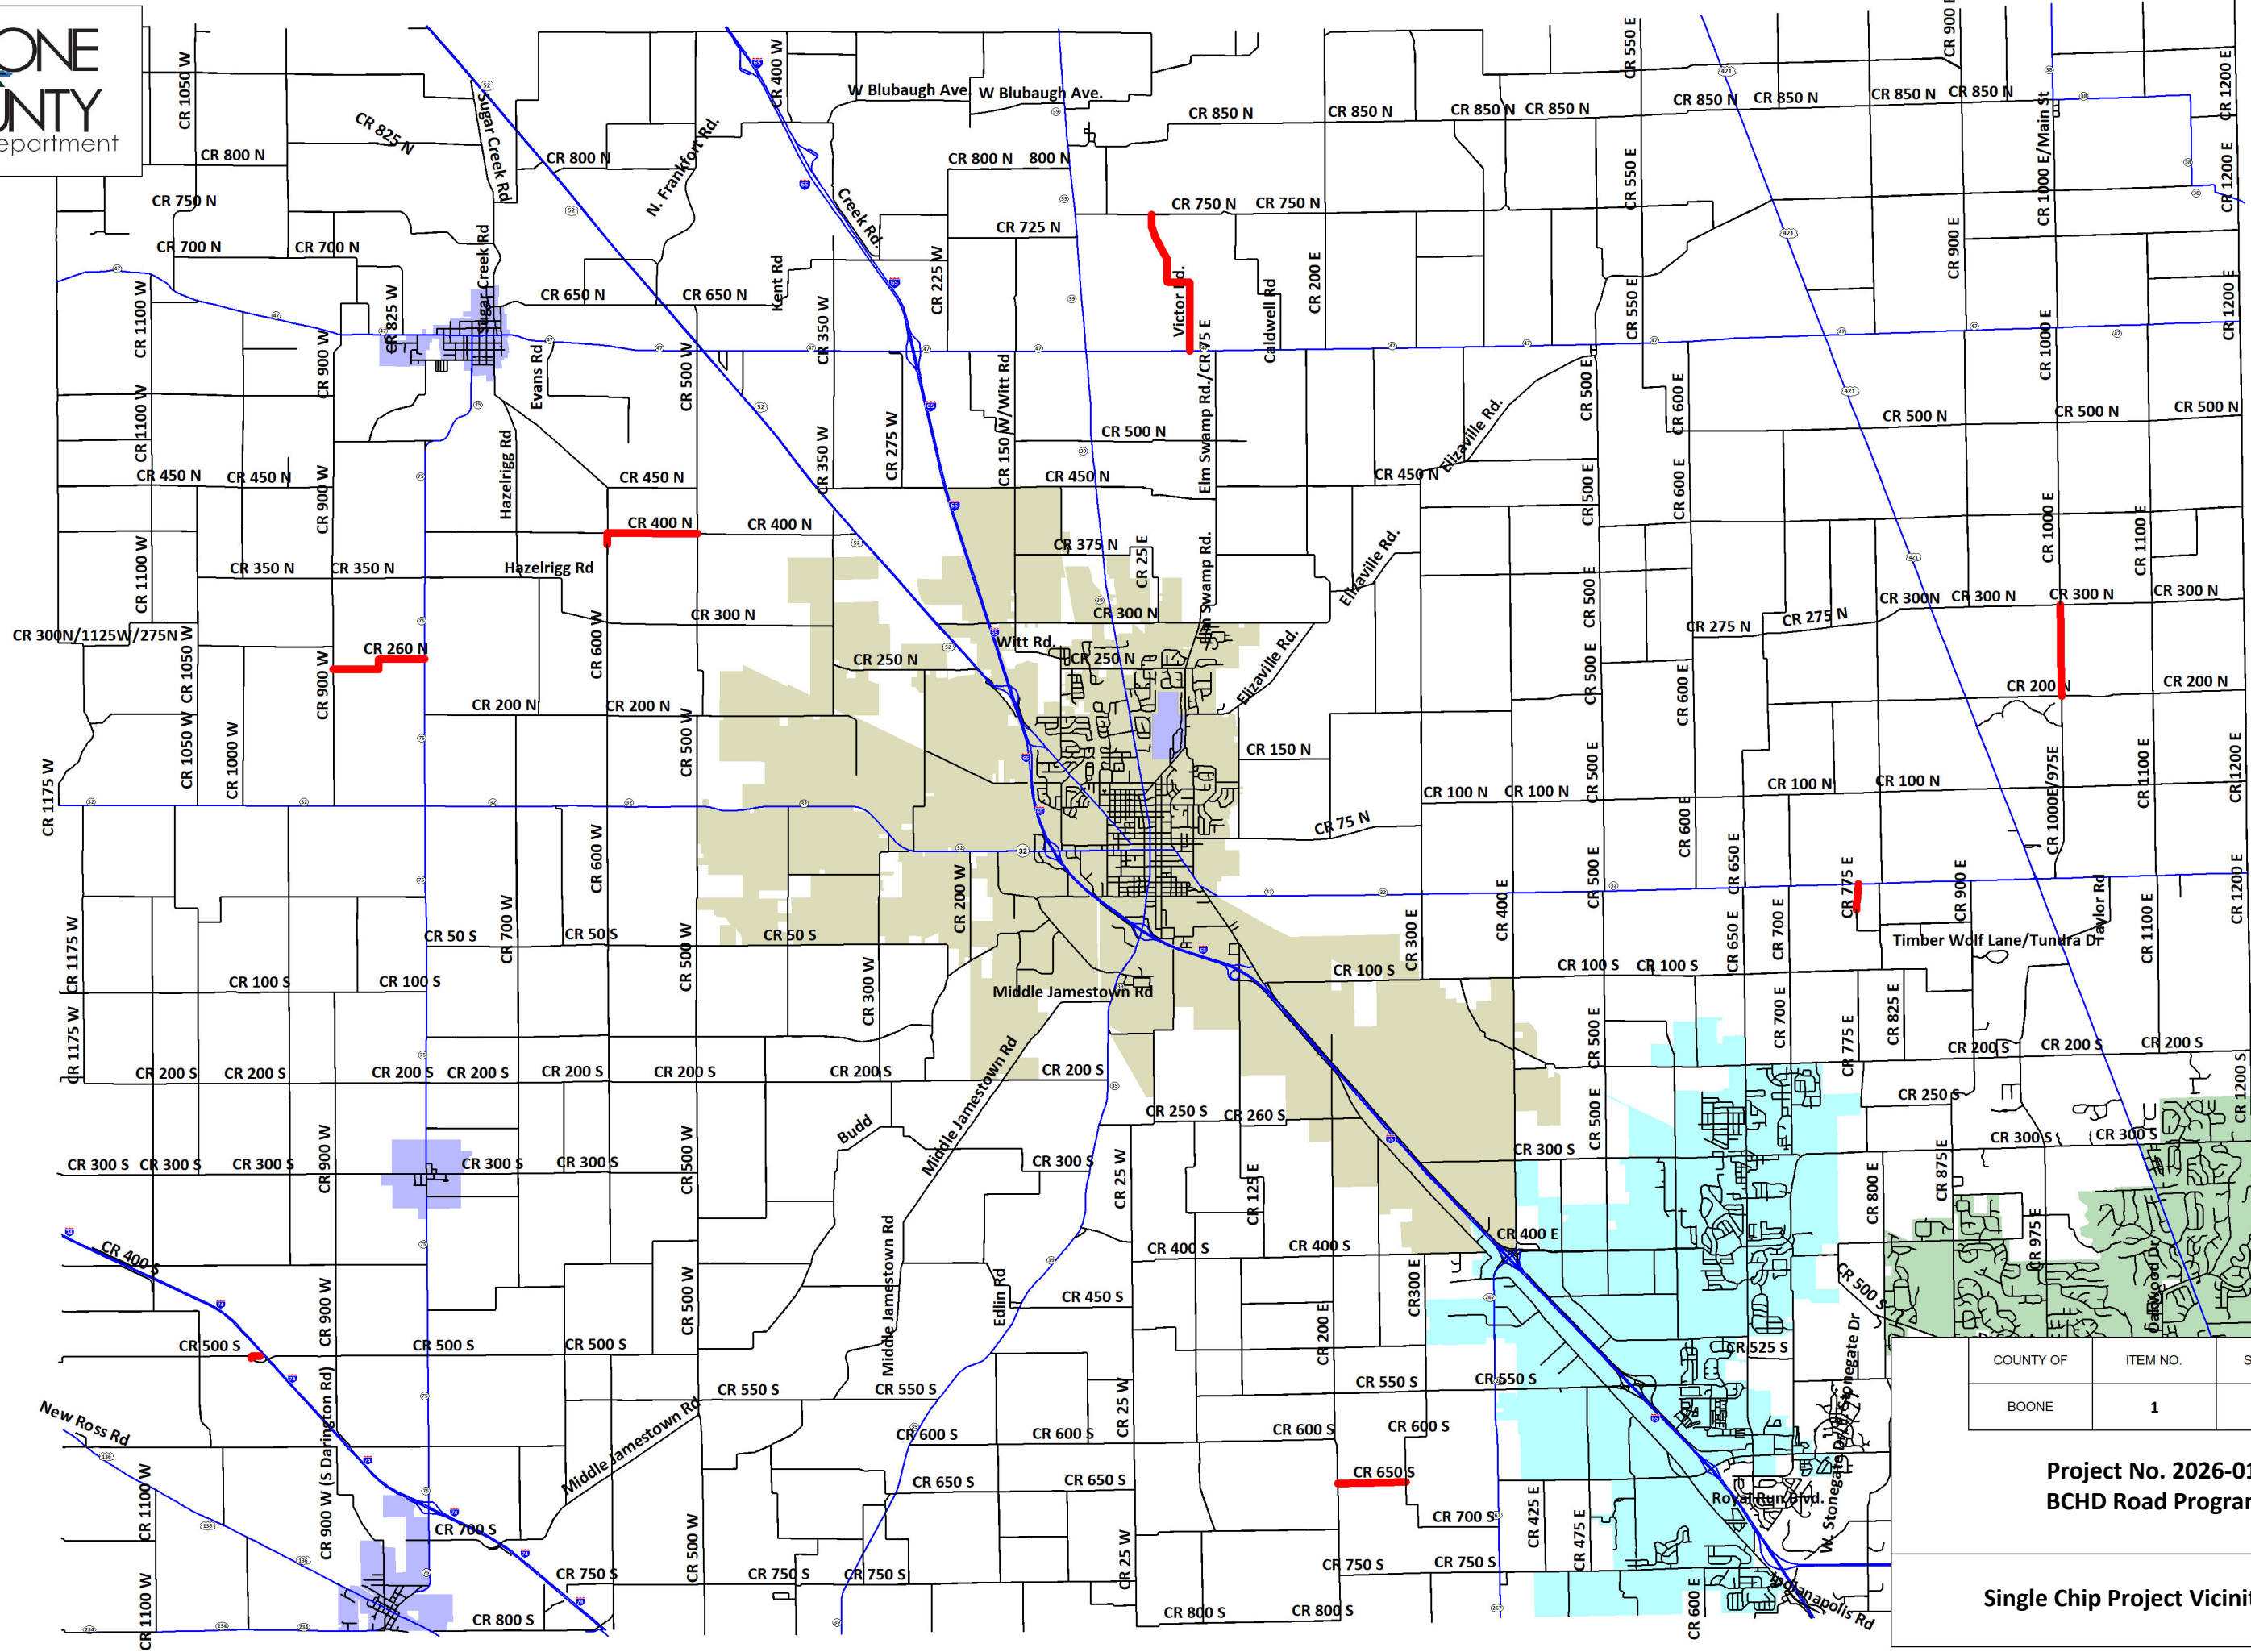 ONE
UNTY
epartment
CR 1050 W
CR 825 N
Sugar Creek Rd
CR 800 N
CR 800 N
N. Frankfort Rd.
CR 400 W
W Blubaugh Ave.
W Blubaugh Ave.
CR 800 N
800 N
CR 850 N
CR 850 N
CR 850 N
CR 850 N
CR 550 E
CR 850 N
CR 850 N
CR 850 N
CR 850 N
CR 900 E
CR 1000 E/Main St
CR 1200 E
CR 750 N
CR 700 N
CR 700 N
Sugar Creek Rd
CR 825 W
CR 650 N
CR 650 N
Kent Rd
CR 350 W
Creek Rd.
CR 225 W
CR 725 N
CR 750 N
CR 750 N
Victor Rd.
Caldwell Rd
CR 200 E
CR 550 E
CR 550 E
CR 900 E
CR 1200 E
CR 1200 E
CR 1100 W
CR 1100 W
CR 900 W
Evans Rd
CR 500 W
CR 150 W/Witt Rd
Elm Swamp Rd./CR 75 E
CR 500 E
CR 600 E
CR 1000 E
CR 500 N
CR 500 N
CR 500 N
CR 500 N
Elizaville Rd.
CR 450 N
CR 450 N
CR 900 W
Hazelrigg Rd
CR 450 N
CR 350 W
CR 275 W
CR 450 N
CR 450 N
CR 500 E
CR 600 E
CR 400 N
CR 400 N
CR 375 N
CR 25 E
Elm Swamp Rd.
Elizaville Rd.
CR 1000 E
CR 1100 E
CR 1100 W
CR 350 N
CR 350 N
Hazelrigg Rd
CR 600 W
CR 300 N
CR 300 N
CR 500 E
CR 275 N
CR 275 N
CR 300N
CR 300 N
CR 300 N
CR 300 N
CR 300N/1125W/275N
CR 1050 W
CR 260 N
CR 900 W
CR 250 N
Witt Rd.
CR 250 N
Elizaville Rd.
CR 500 E
CR 600 E
CR 200 N
CR 200 N
CR 200 N
CR 200 N
CR 1050 W
CR 1000 W
CR 500 W
CR 150 N
CR 500 E
CR 1175 W
CR 100 N
CR 100 N
CR 100 N
CR 100 N
CR 1000E/975E
CR 1100 E
CR 1200 E
CR 75 N
CR 600 E
CR 600 W
32
CR 200 W
CR 300 E
CR 400 E
CR 500 E
CR 650 E
CR 775 E
CR 900 E
Taylor Rd
CR 1200 E
CR 1175 W
CR 50 S
CR 700 W
CR 50 S
CR 500 W
CR 50 S
CR 650 E
CR 700 E
Timber Wolf Lane/Tundra Dr
CR 1100 E
CR 100 S
CR 100 S
CR 300 W
Middle Jamestown Rd
CR 100 S
CR 100 S
CR 100 S
CR 1175 W
CR 500 E
CR 700 E
CR 775 E
CR 825 E
CR 200 S
CR 200 S
CR 200 S
CR 200 S
CR 200 S
CR 200 S
CR 200 S
CR 200 S
CR 200 S
CR 200 S
CR 200 S
CR 200 S
CR 1200 S
Middle Jamestown Rd
Budd
CR 250 S
CR 260 S
CR 500 E
CR 250 S
CR 300 S
CR 300 S
CR 300 S
CR 900 W
CR 300 S
CR 300 S
CR 500 W
CR 300 S
CR 25 W
CR 125 E
CR 300 S
CR 800 E
CR 875 E
CR 300 S
CR 300 S
CR 400 S
CR 900 W
CR 500 W
Middle Jamestown Rd
Edlin Rd
CR 400 S
CR 400 S
CR300 E
CR 400 E
CR 500 S
CR 975 E
Oakwood Dr
CR 450 S
CR 200 E
CR 500 S
CR 500 S
CR 500 S
CR 525 S
CR 550 S
CR 550 S
CR 25 W
CR 550 S
CR 550 S
New Ross Rd
CR 900 W (S Darington Rd)
Middle Jamestown Rd
CR 600 S
CR 600 S
CR 600 S
CR 600 S
CR 1100 W
CR 650 S
CR 650 S
CR 650 S
CR 425 E
CR 475 E
Royal Run Blvd.
W. Stonegate Dr
CR 700 S
CR 500 W
CR 25 W
CR 700 S
CR 1100 W
CR 750 S
CR 750 S
CR 750 S
CR 750 S
CR 750 S
CR 800 S
CR 800 S
CR 800 S
CR 600 E
Indianapolis Rd
COUNTY OF
ITEM NO.
S
BOONE
1
Project No. 2026-01
BCHD Road Program
Single Chip Project Vicinit